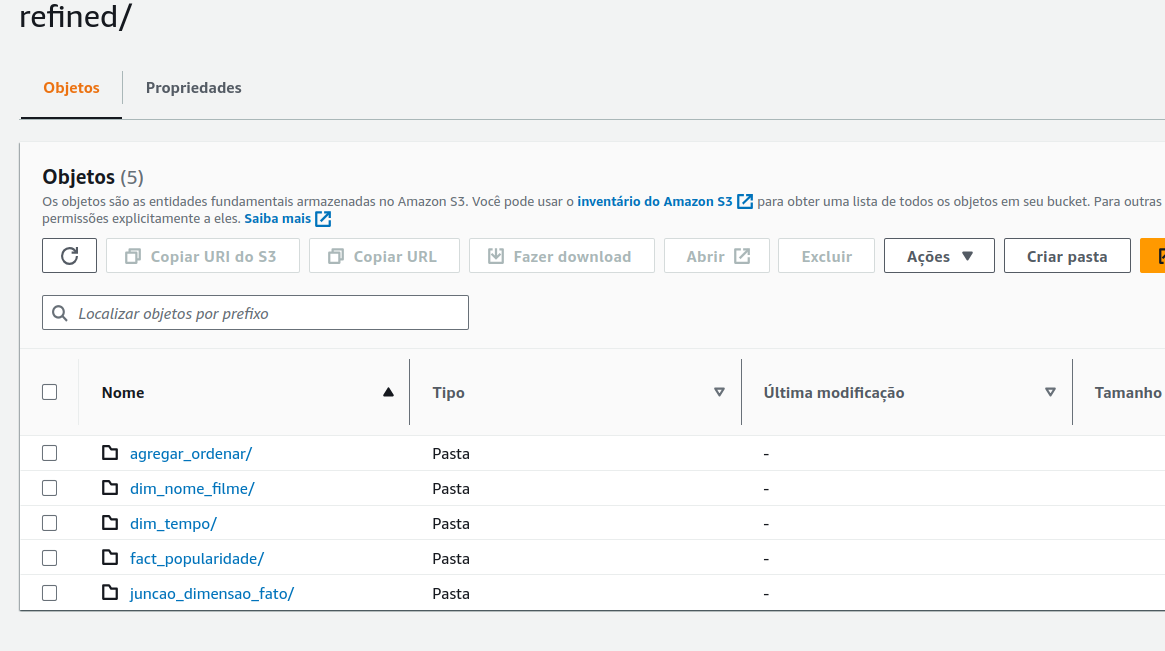 refined/
Objetos Propriedades
Objetos (5)
Os objetos são as entidades fundamentais armazenadas no Amazon S3. Você pode usar o inventário do Amazon S3 para obter uma lista de todos os objetos em seu bucket. Para outras
permissões explicitamente a eles. Saiba mais
Copiar URI do S3 Copiar URL Fazer download Abrir Excluir Ações Criar pasta
Localizar objetos por prefixo
Nome Tipo Última modificação Tamanho
agregar_ordenar/ Pasta -
dim_nome_filme/ Pasta -
dim_tempo/ Pasta -
fact_popularidade/ Pasta -
juncao_dimensao_fato/ Pasta -